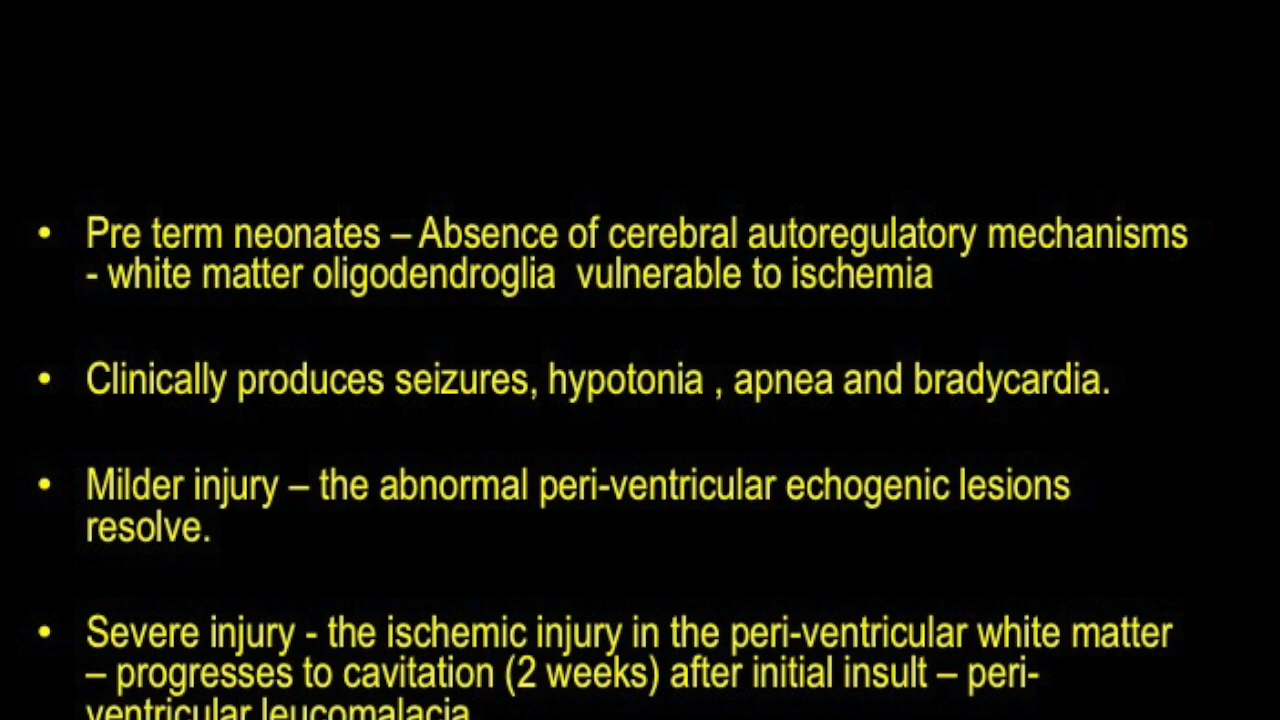 • Pre term neonates – Absence of cerebral autoregulatory mechanisms
- white matter oligodendroglia  vulnerable to ischemia
• Clinically produces seizures, hypotonia , apnea and bradycardia.
• Milder injury – the abnormal peri-ventricular echogenic lesions
resolve.
• Severe injury - the ischemic injury in the peri-ventricular white matter
– progresses to cavitation (2 weeks) after initial insult – peri-
ventricular leucomalacia